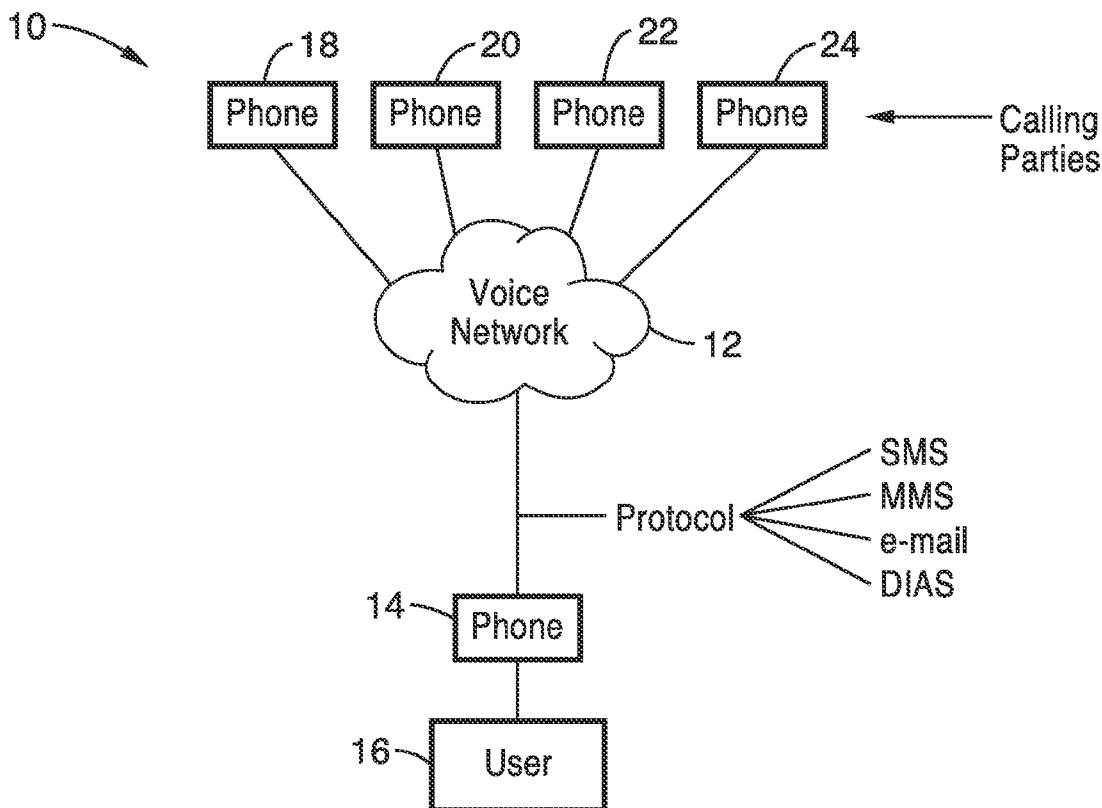 10
18
20
22
24
Phone
Phone
Phone
Phone
Calling
Parties
Voice
Network
12
SMS
MMS
e-mail
DIAS
Protocol
14
Phone
16
User